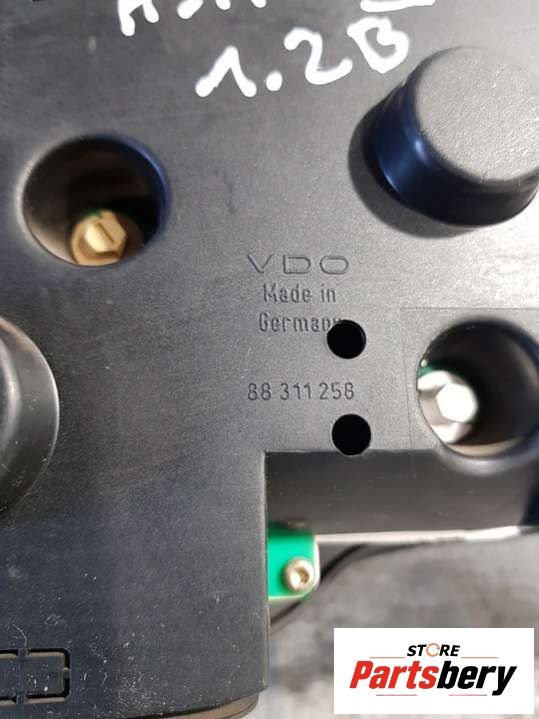 1.2B
VDO
Made in
Germany
88 311 258
STORE
Partsbery